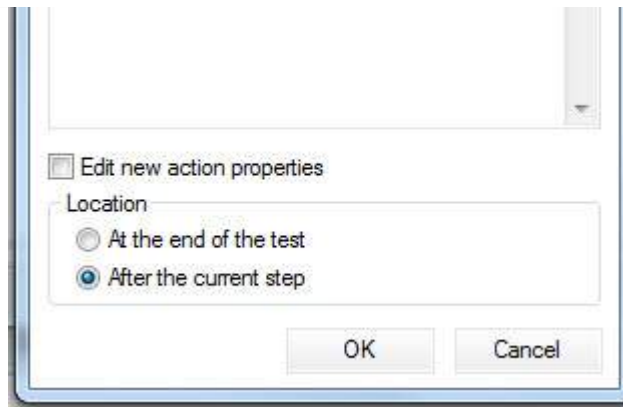 Edit new action properties
Location
At the end of the test
After the current step
OK Cancel